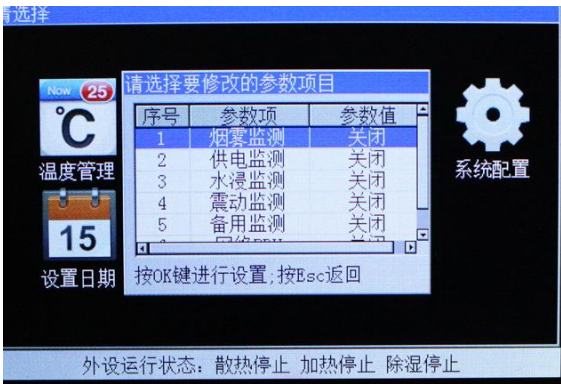 请选择
Now 25
℃
温度管理
15
设置日期
请选择要修改的参数项目
序号 参数项 参数值
1 烟雾监测 关闭
2 供电监测 关闭
3 水浸监测 关闭
4 震动监测 关闭
5 备用监测 关闭
按OK键进行设置;按Esc返回
系统配置
外设运行状态: 散热停止 加热停止 除湿停止